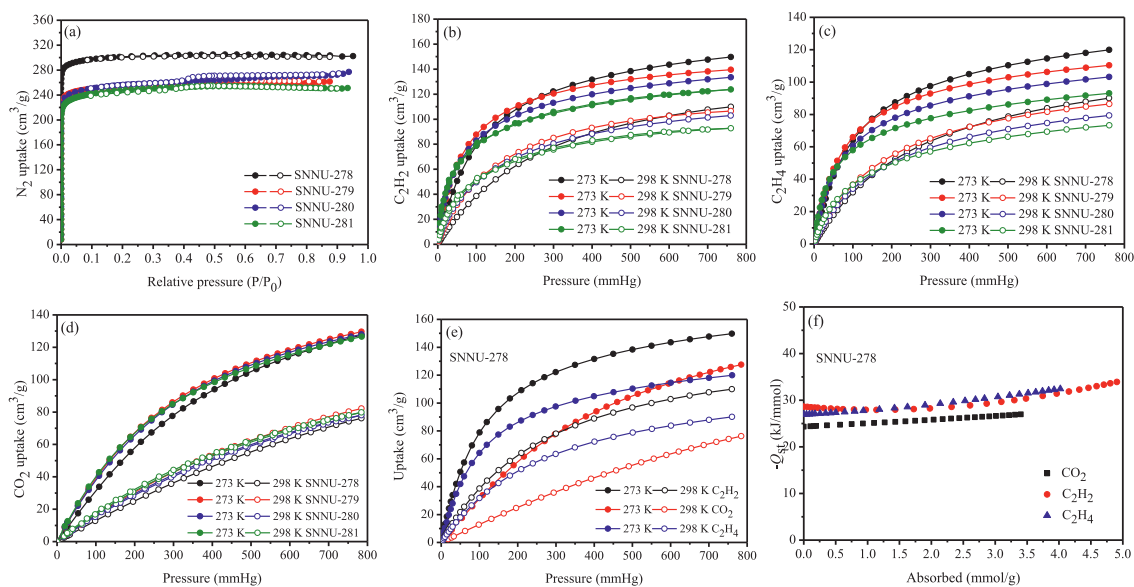 (a)
N2 uptake (cm3/g)
360
320
280
240
200
160
120
80
40
0
SNNU-278
SNNU-279
SNNU-280
SNNU-281
0.0 0.1 0.2 0.3 0.4 0.5 0.6 0.7 0.8 0.9 1.0
Relative pressure (P/P0)
(b)
C2H2 uptake (cm3/g)
180
160
140
120
100
80
60
40
20
0
273 K 298 K SNNU-278
273 K 298 K SNNU-279
273 K 298 K SNNU-280
273 K 298 K SNNU-281
0 100 200 300 400 500 600 700 800
Pressure (mmHg)
(c)
C2H4 uptake (cm3/g)
140
120
100
80
60
40
20
0
273 K 298 K SNNU-278
273 K 298 K SNNU-279
273 K 298 K SNNU-280
273 K 298 K SNNU-281
0 100 200 300 400 500 600 700 800
Pressure (mmHg)
(d)
CO2 uptake (cm3/g)
140
120
100
80
60
40
20
0
273 K 298 K SNNU-278
273 K 298 K SNNU-279
273 K 298 K SNNU-280
273 K 298 K SNNU-281
0 100 200 300 400 500 600 700 800
Pressure (mmHg)
(e)
SNNU-278
Uptake (cm3/g)
160
140
120
100
80
60
40
20
0
273 K 298 K C2H2
273 K 298 K CO2
273 K 298 K C2H4
0 100 200 300 400 500 600 700 800
Pressure (mmHg)
(f)
SNNU-278
-Qst (kJ/mmol)
50
40
30
20
10
0
CO2
C2H2
C2H4
0.0 0.5 1.0 1.5 2.0 2.5 3.0 3.5 4.0 4.5 5.0
Absorbed (mmol/g)